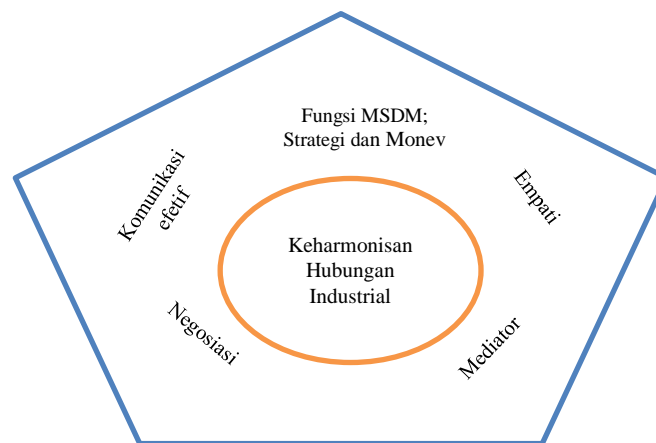 Fungsi MSDM;
Strategi dan Monev
Komunikasi
efetif
Empati
Keharmonisan
Hubungan
Industrial
Negosiasi
Mediator